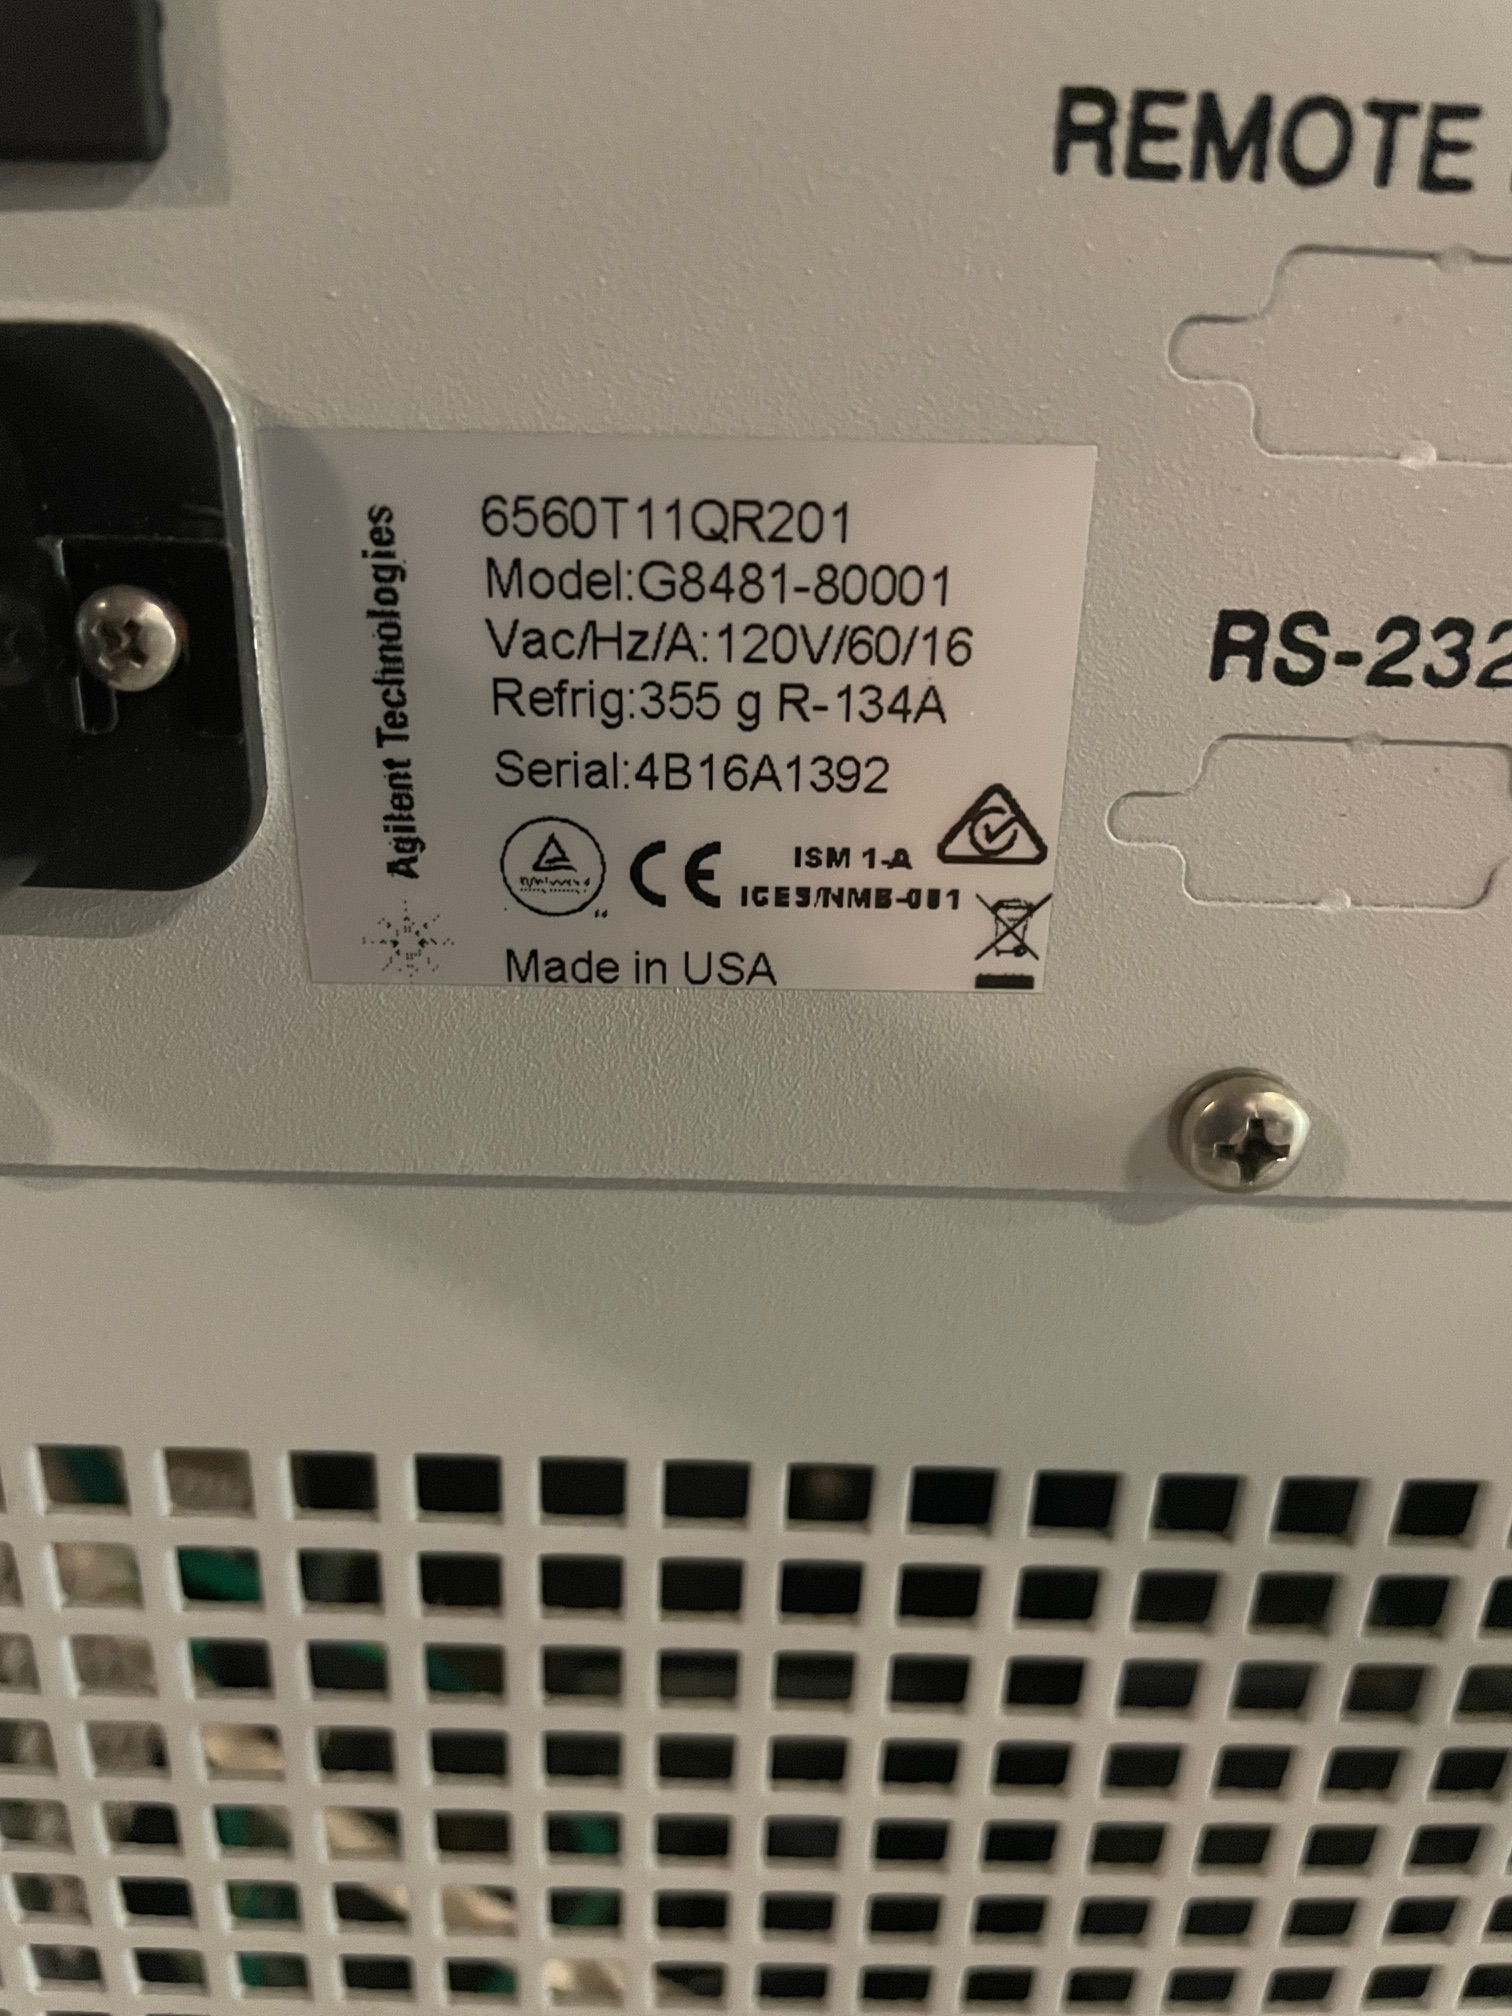 REMOTE
Agilent Technologies
6560T11QR201
Model:G8481-80001
Vac/Hz/A:120V/60/16
Refrig:355 g R-134A
Serial:4B16A1392
CE
ISM 1-A
ICES/NMB-001
Made in USA
RS-232